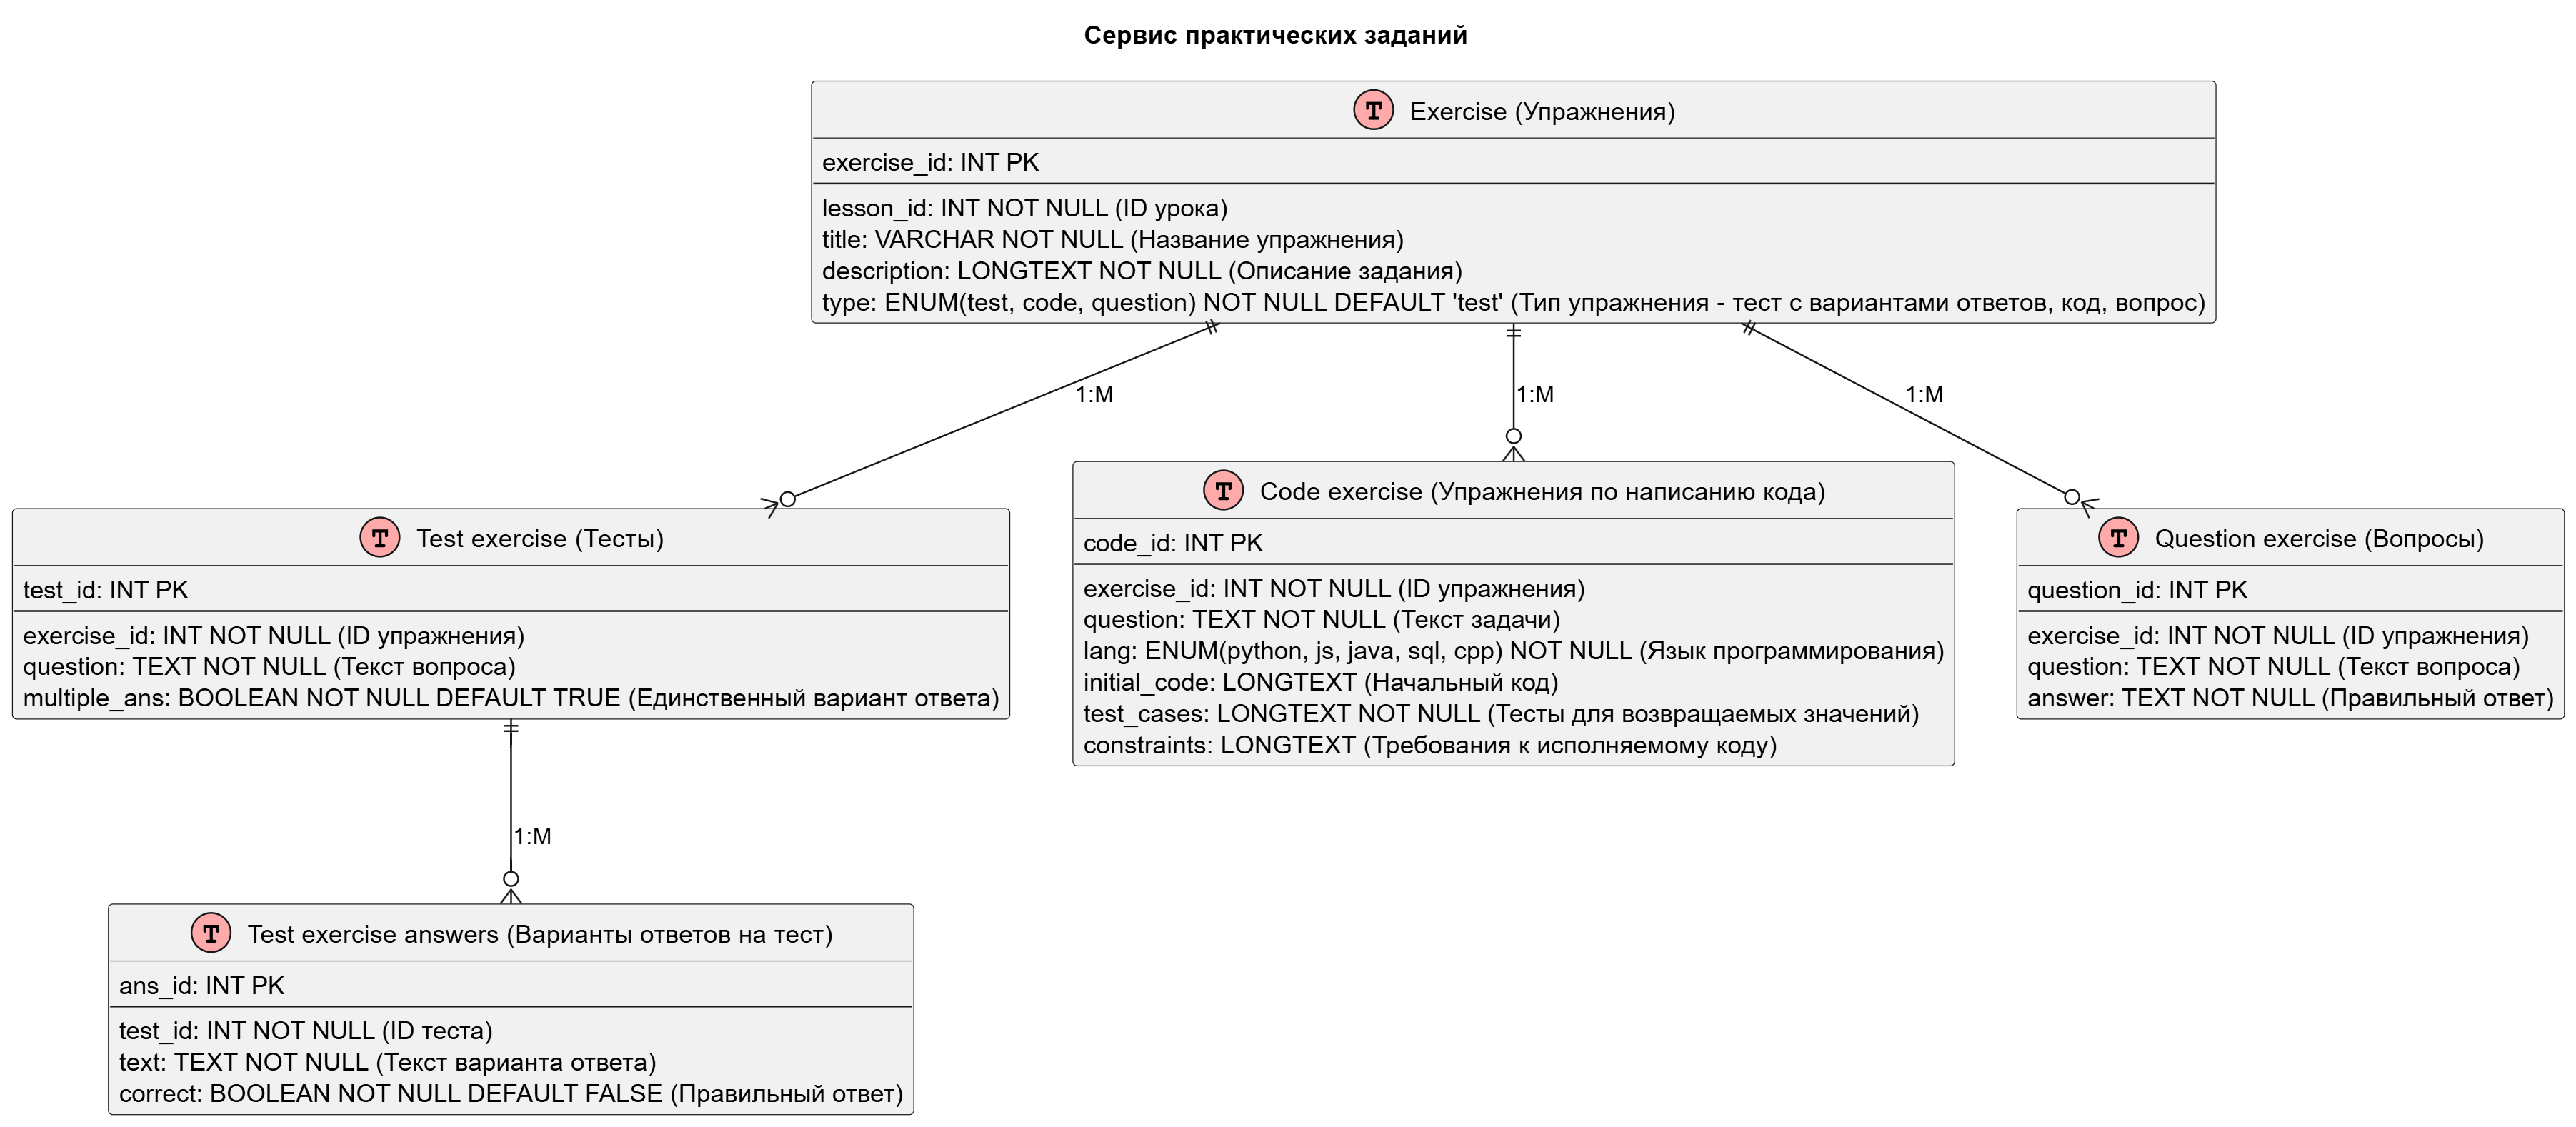 Сервис практических заданий
T Exercise (Упражнения)
exercise_id: INT PK
lesson_id: INT NOT NULL (ID урока)
title: VARCHAR NOT NULL (Название упражнения)
description: LONGTEXT NOT NULL (Описание задания)
type: ENUM(test, code, question) NOT NULL DEFAULT 'test' (Тип упражнения - тест с вариантами ответов, код, вопрос)
1:M
1:M
1:M
T Test exercise (Тесты)
test_id: INT PK
exercise_id: INT NOT NULL (ID упражнения)
question: TEXT NOT NULL (Текст вопроса)
multiple_ans: BOOLEAN NOT NULL DEFAULT TRUE (Единственный вариант ответа)
T Code exercise (Упражнения по написанию кода)
code_id: INT PK
exercise_id: INT NOT NULL (ID упражнения)
question: TEXT NOT NULL (Текст задачи)
lang: ENUM(python, js, java, sql, cpp) NOT NULL (Язык программирования)
initial_code: LONGTEXT (Начальный код)
test_cases: LONGTEXT NOT NULL (Тесты для возвращаемых значений)
constraints: LONGTEXT (Требования к исполняемому коду)
T Question exercise (Вопросы)
question_id: INT PK
exercise_id: INT NOT NULL (ID упражнения)
question: TEXT NOT NULL (Текст вопроса)
answer: TEXT NOT NULL (Правильный ответ)
1:M
T Test exercise answers (Варианты ответов на тест)
ans_id: INT PK
test_id: INT NOT NULL (ID теста)
text: TEXT NOT NULL (Текст варианта ответа)
correct: BOOLEAN NOT NULL DEFAULT FALSE (Правильный ответ)